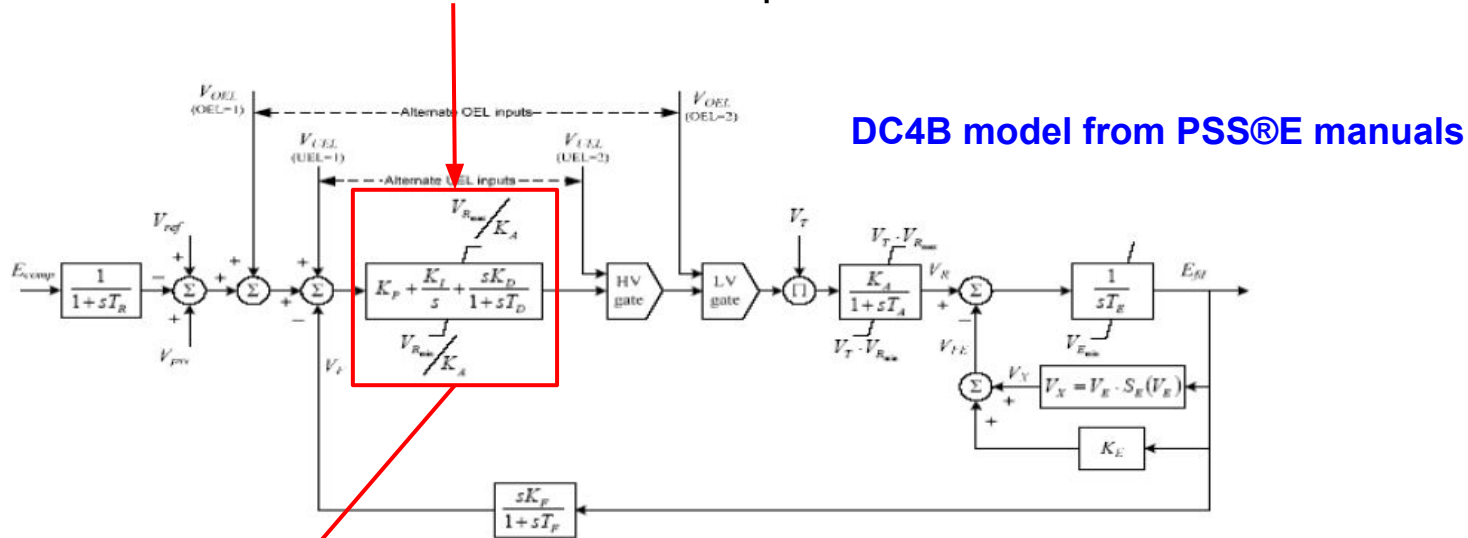 DC4B model from PSS®E manuals
V_OEL
(OEL=1)
Alternate OEL inputs
V_OEL
(OEL=2)
V_UEL
(UEL=1)
Alternate UEL inputs
V_UEL
(UEL=2)
V_ref
E_comp
1
1+sT_R
Σ
Σ
Σ
V_Rmax/K_A
K_P + K_I/s + sK_D/(1+sT_D)
V_Rmin/K_A
HV
gate
LV
gate
V_T
Π
V_T · V_Rmax
K_A
1+sT_A
V_T · V_Rmin
V_R
Σ
1
sT_E
V_Emin
E_fd
V_FE
Σ
V_X
V_X = V_E · S_E(V_E)
K_E
V_F
sK_F
1+sT_F